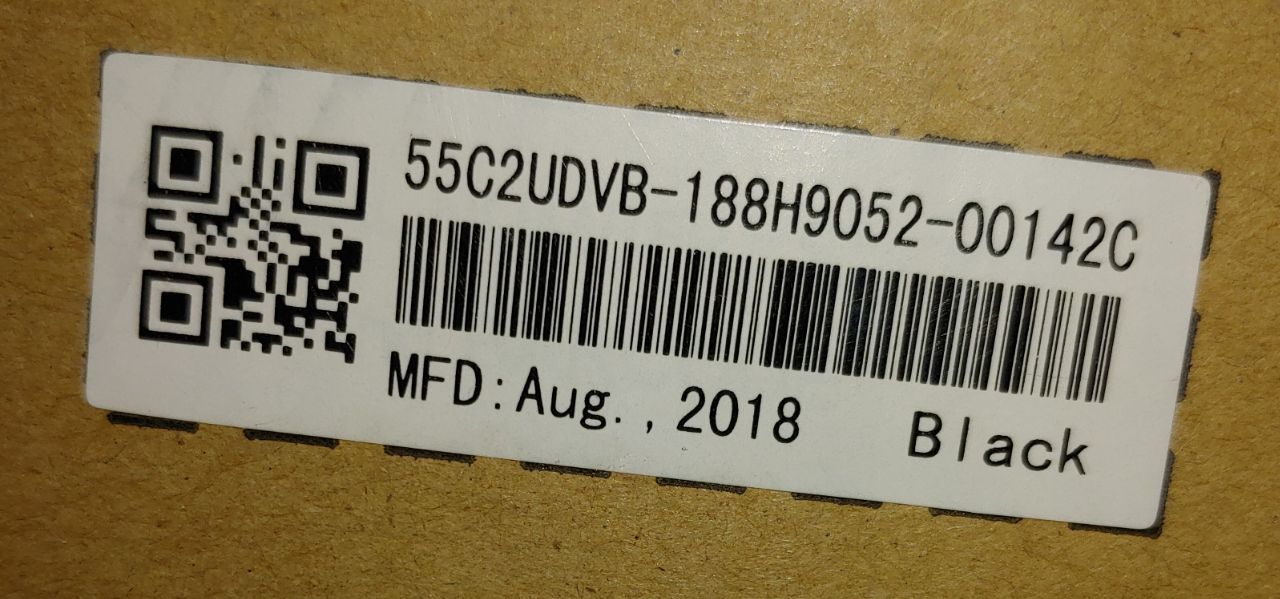 55C2UDVB-188H9052-00142C
MFD:Aug.,2018 Black